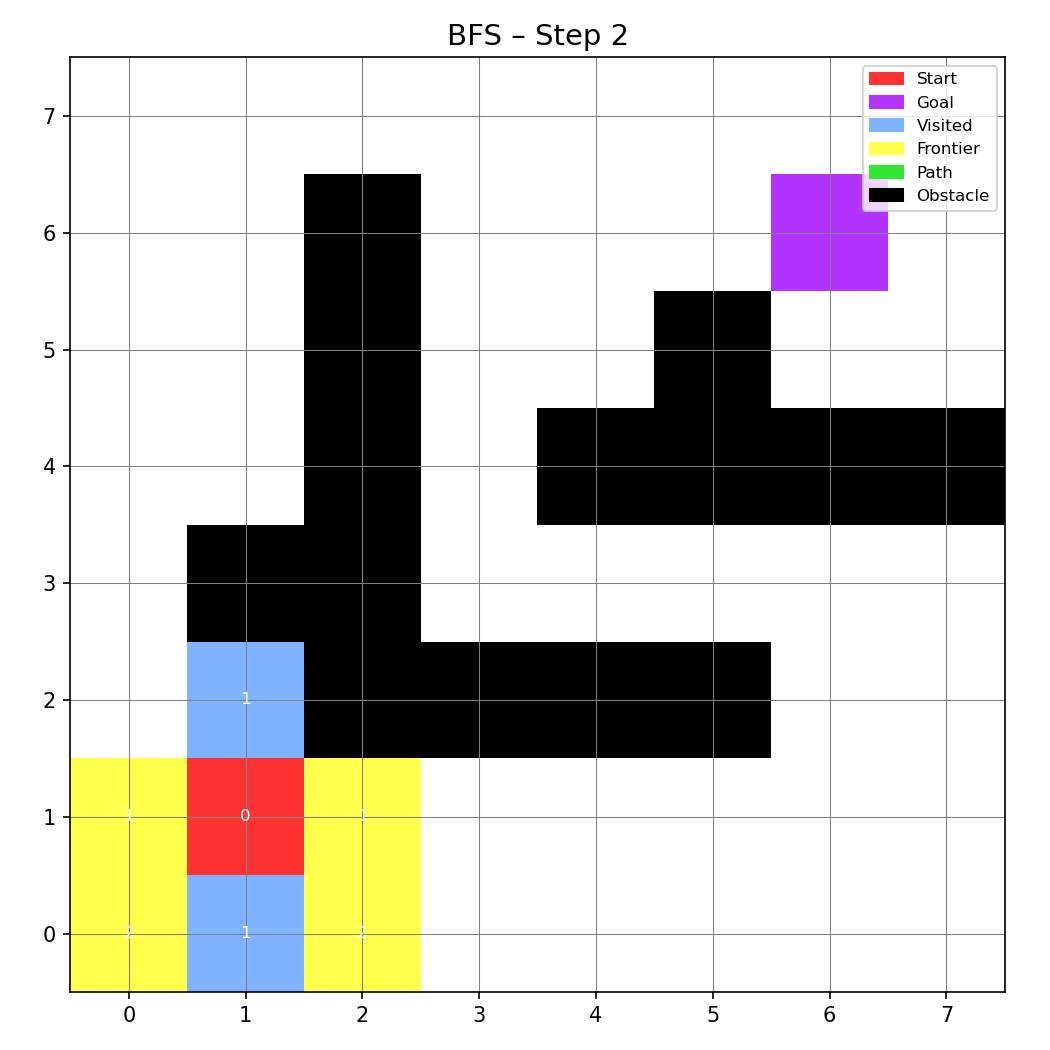 BFS – Step 2
Start
Goal
Visited
Frontier
Path
Obstacle
7
6
5
4
3
2
1
0
1
1 0 1
2 1 2
0 1 2 3 4 5 6 7